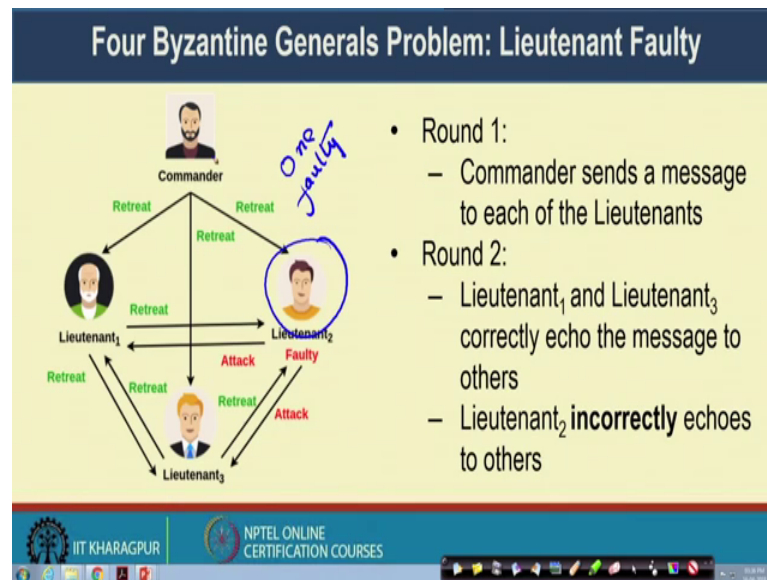 Four Byzantine Generals Problem: Lieutenant Faulty
Commander
Retreat
Retreat
Retreat
One
faulty
Lieutenant1
Retreat
Lieutenant2
Attack
Faulty
Retreat
Retreat
Retreat
Attack
Lieutenant3
• Round 1:
– Commander sends a message
to each of the Lieutenants
• Round 2:
– Lieutenant1 and Lieutenant3
correctly echo the message to
others
– Lieutenant2 incorrectly echoes
to others
IIT KHARAGPUR
NPTEL ONLINE
CERTIFICATION COURSES